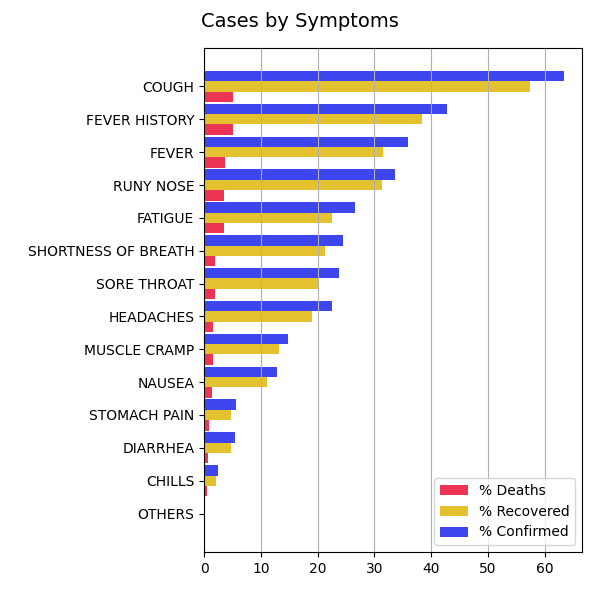 Cases by Symptoms
COUGH
FEVER HISTORY
FEVER
RUNY NOSE
FATIGUE
SHORTNESS OF BREATH
SORE THROAT
HEADACHES
MUSCLE CRAMP
NAUSEA
STOMACH PAIN
DIARRHEA
CHILLS
OTHERS
% Deaths
% Recovered
% Confirmed
0 10 20 30 40 50 60